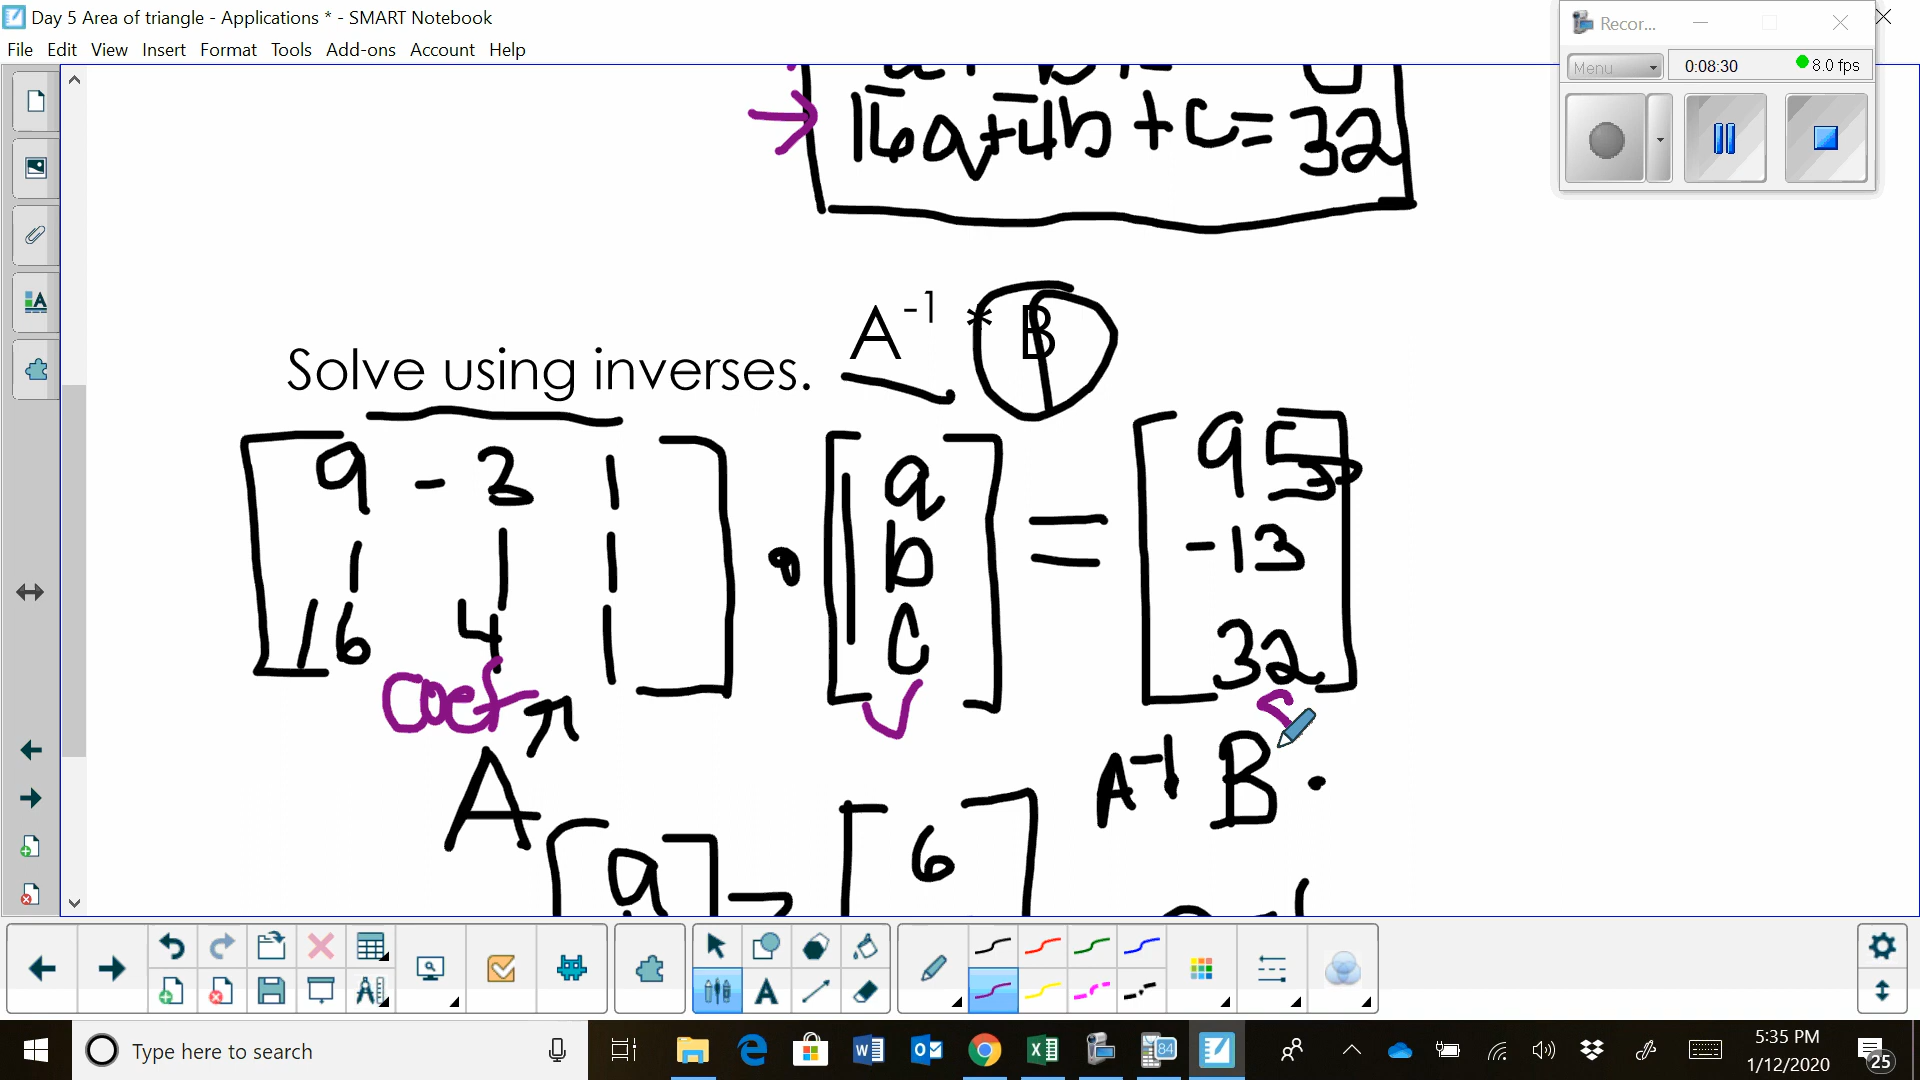 Day 5 Area of triangle - Applications * - SMART Notebook
File Edit View Insert Format Tools Add-ons Account Help
Recor...
Menu
0:08:30
8.0 fps
16a+4b+c=32
Solve using inverses. A⁻¹ * B
9 -3 1 a 95
1 1 1 • b = -13
16 4 1 c 32
coef
A
A⁻¹ B .
a = 6
Type here to search
84
5:35 PM
1/12/2020
25